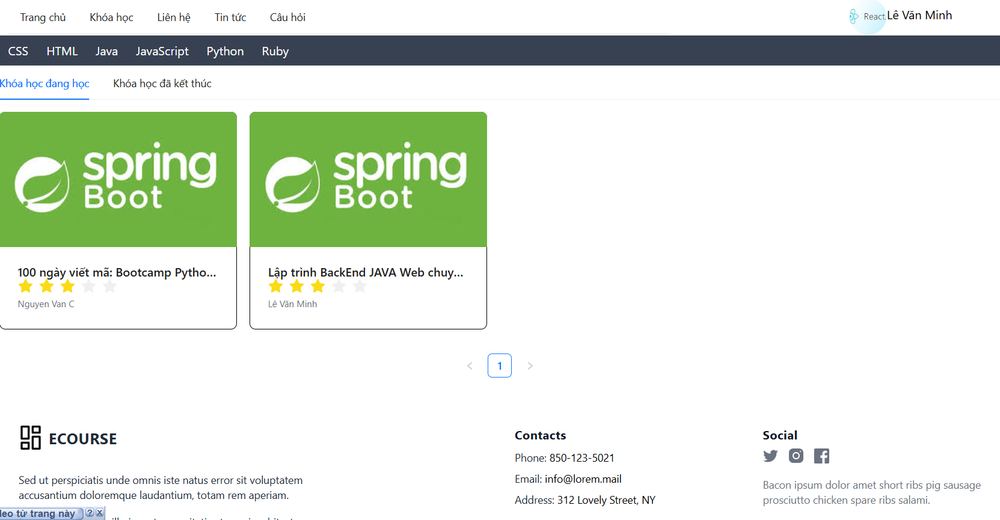 Trang chủ Khóa học Liên hệ Tin tức Câu hỏi React. Lê Văn Minh
CSS HTML Java JavaScript Python Ruby
Khóa học đang học Khóa học đã kết thúc
spring
Boot
spring
Boot
100 ngày viết mã: Bootcamp Pytho...
Nguyen Van C
Lập trình BackEnd JAVA Web chuy...
Lê Văn Minh
1
ECOURSE
Sed ut perspiciatis unde omnis iste natus error sit voluptatem
accusantium doloremque laudantium, totam rem aperiam.
Contacts
Phone: 850-123-5021
Email: info@lorem.mail
Address: 312 Lovely Street, NY
Social
Bacon ipsum dolor amet short ribs pig sausage
prosciutto chicken spare ribs salami.
từ trang này ? X